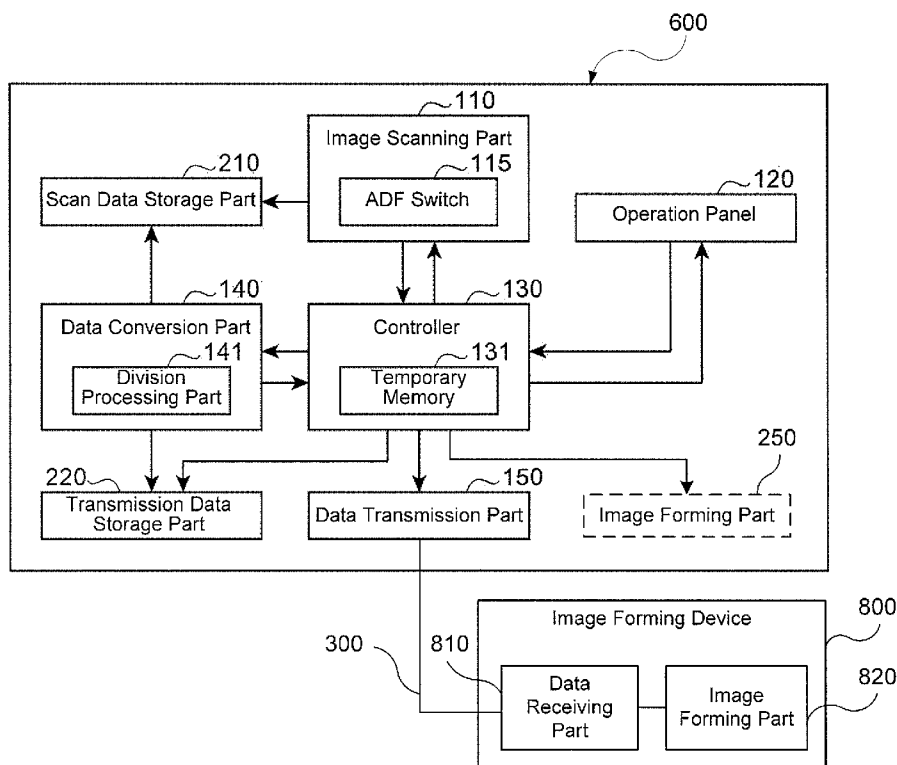 600
110
Image Scanning Part
115
ADF Switch
210
Scan Data Storage Part
120
Operation Panel
140
Data Conversion Part
141
Division
Processing Part
130
Controller
131
Temporary
Memory
220
Transmission Data
Storage Part
150
Data Transmission Part
250
Image Forming Part
300
Image Forming Device
800
810
Data
Receiving
Part
Image
Forming Part
820